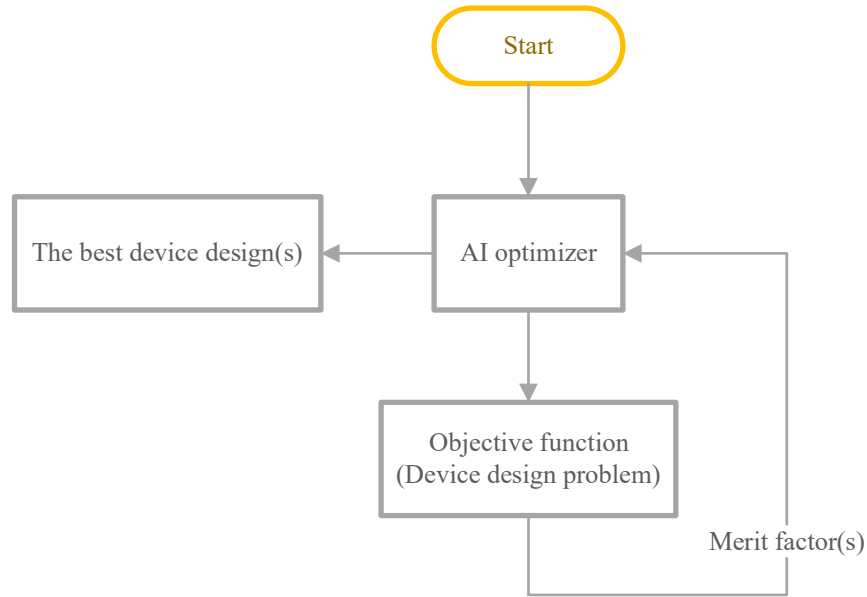 Start
The best device design(s)
AI optimizer
Objective function
(Device design problem)
Merit factor(s)